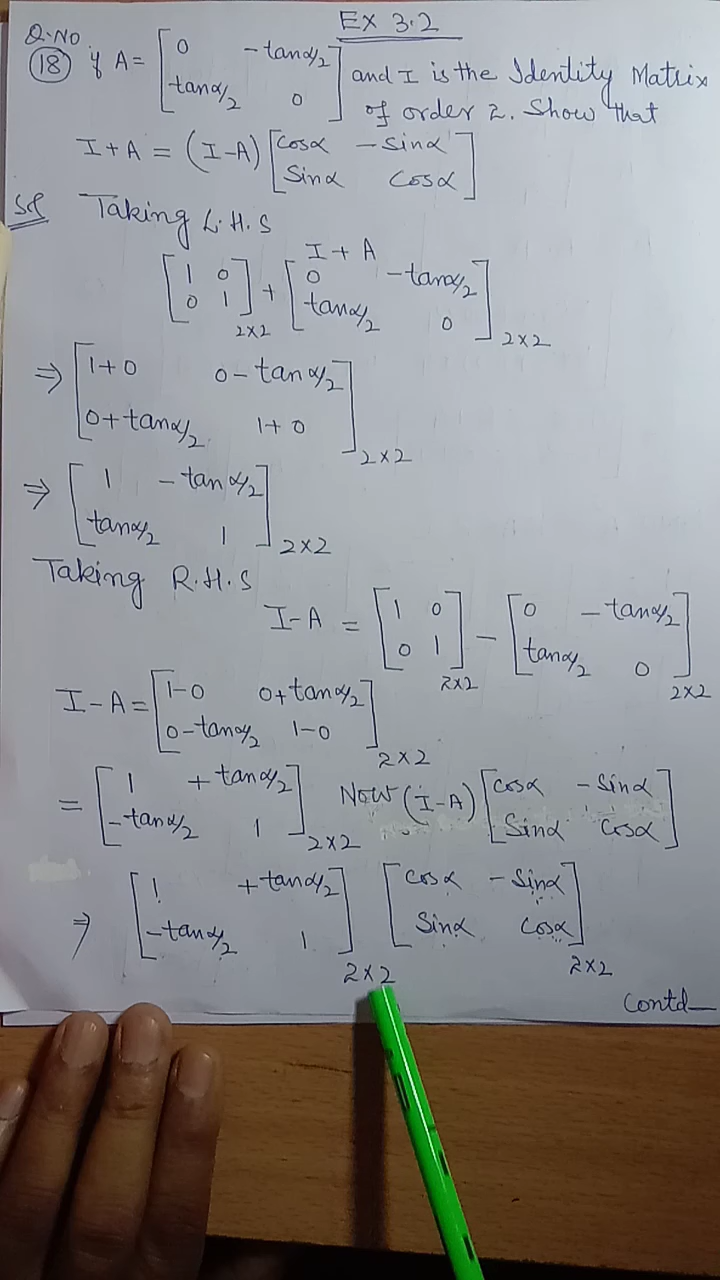 Ex 3.2
Q.No
(18) if A = [0 -tanα/2
tanα/2 0] and I is the Identity Matrix
of order 2. Show that
I+A = (I-A) [cosα -sinα
Sinα Cosα]
Sol Taking L.H.S
I + A
[1 0
0 1]2×2 + [0 -tanα/2
tanα/2 0]2×2
⇒ [1+0 0-tanα/2
0+tanα/2 1+0]2×2
⇒ [1 -tanα/2
tanα/2 1]2×2
Taking R.H.S
I-A = [1 0
0 1]2×2 - [0 -tanα/2
tanα/2 0]2×2
I-A = [1-0 0+tanα/2
0-tanα/2 1-0]2×2
= [1 +tanα/2
-tanα/2 1]2×2 Now (I-A) [cosα -Sinα
Sinα Cosα]
⇒ [1 +tanα/2
-tanα/2 1]2×2 [cosα -Sinα
Sinα Cosα]2×2
Contd